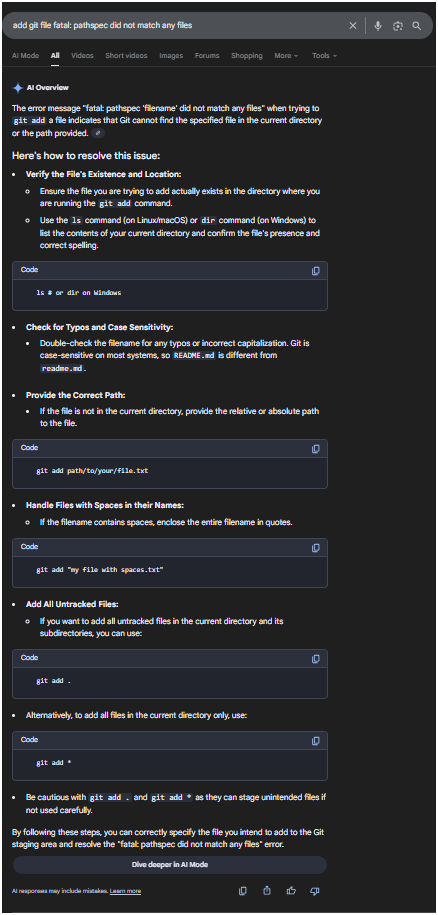 add git file fatal: pathspec did not match any files
AI Mode All Videos Short videos Images Forums Shopping More Tools
AI Overview
The error message "fatal: pathspec 'filename' did not match any files" when trying to
git add a file indicates that Git cannot find the specified file in the current directory
or the path provided.
Here's how to resolve this issue:
• Verify the File's Existence and Location:
○ Ensure the file you are trying to add actually exists in the directory where you
are running the git add command.
○ Use the ls command (on Linux/macOS) or dir command (on Windows) to
list the contents of your current directory and confirm the file's presence and
correct spelling.
Code
ls # or dir on Windows
• Check for Typos and Case Sensitivity:
• Double-check the filename for any typos or incorrect capitalization. Git is
case-sensitive on most systems, so README.md is different from
readme.md.
• Provide the Correct Path:
• If the file is not in the current directory, provide the relative or absolute path
to the file.
Code
git add path/to/your/file.txt
• Handle Files with Spaces in their Names:
○ If the filename contains spaces, enclose the entire filename in quotes.
Code
git add "my file with spaces.txt"
• Add All Untracked Files:
○ If you want to add all untracked files in the current directory and its
subdirectories, you can use:
Code
git add .
• Alternatively, to add all files in the current directory only, use:
Code
git add *
• Be cautious with git add . and git add * as they can stage unintended files if
not used carefully.
By following these steps, you can correctly specify the file you intend to add to the Git
staging area and resolve the "fatal: pathspec did not match any files" error.
Dive deeper in AI Mode
AI responses may include mistakes. Learn more